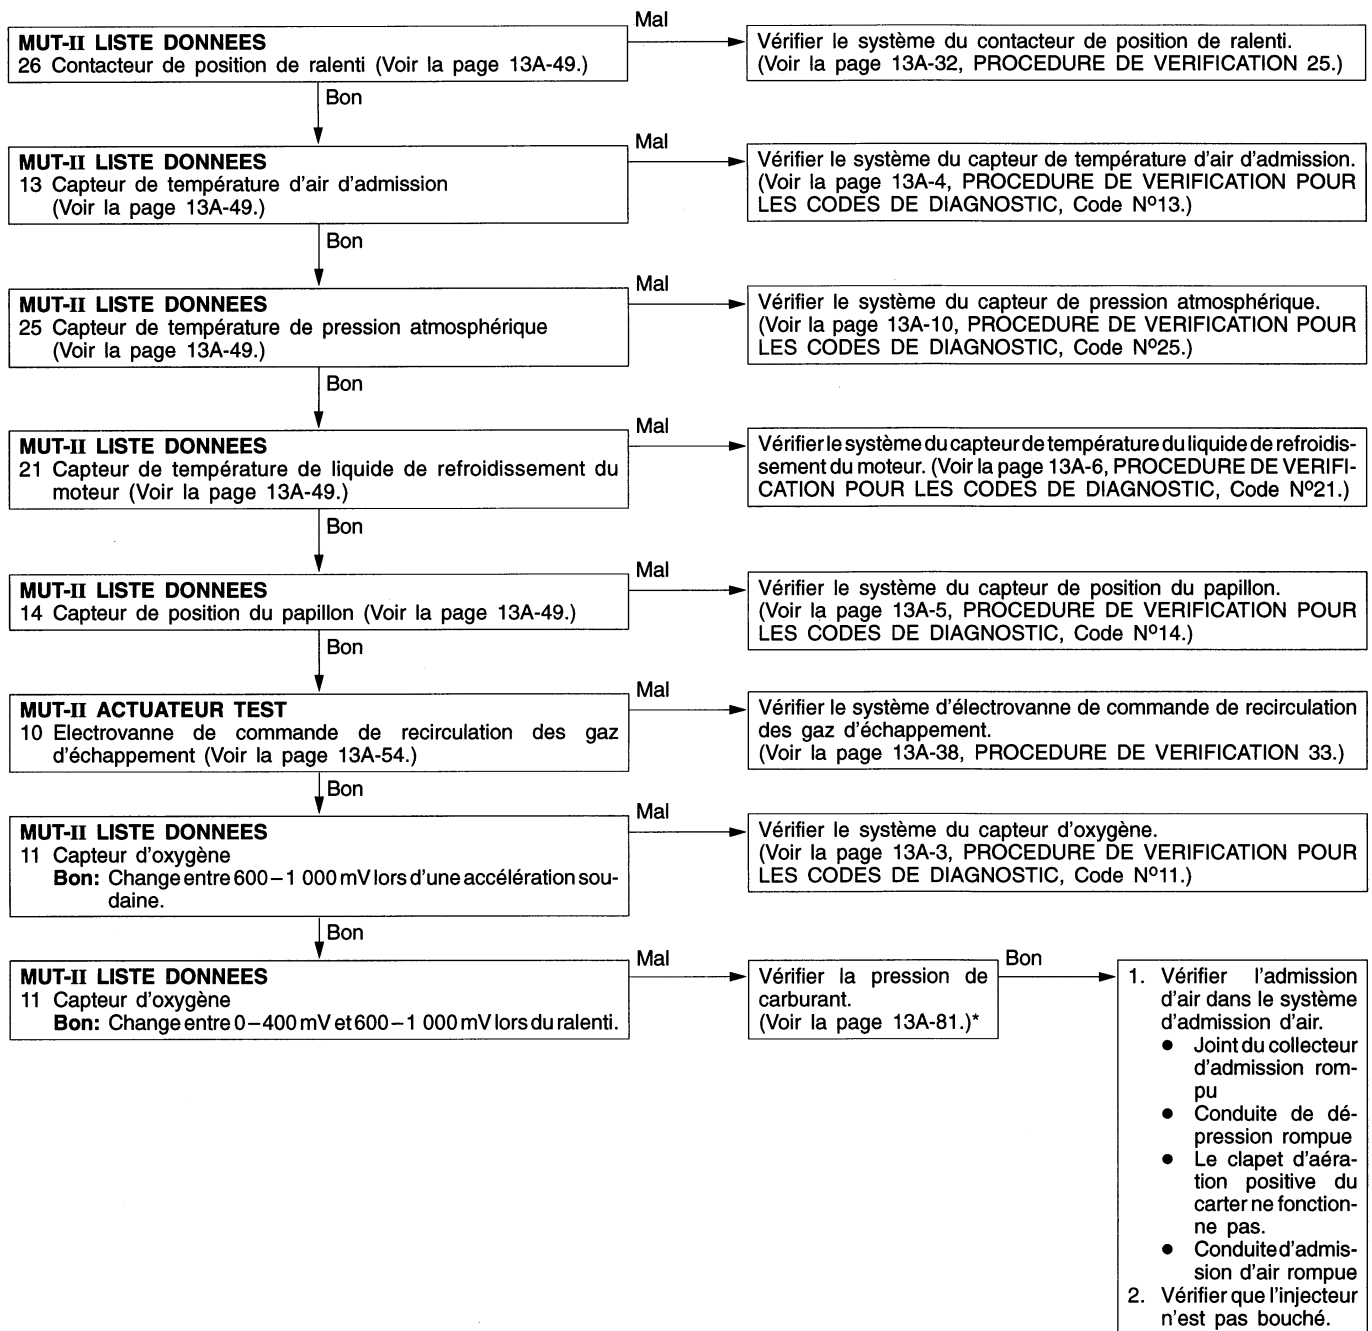 MUT-II LISTE DONNEES
26 Contacteur de position de ralenti (Voir la page 13A-49.)
Mal
Vérifier le système du contacteur de position de ralenti.
(Voir la page 13A-32, PROCEDURE DE VERIFICATION 25.)
Bon
MUT-II LISTE DONNEES
13 Capteur de température d'air d'admission
(Voir la page 13A-49.)
Mal
Vérifier le système du capteur de température d'air d'admission.
(Voir la page 13A-4, PROCEDURE DE VERIFICATION POUR
LES CODES DE DIAGNOSTIC, Code Nº13.)
Bon
MUT-II LISTE DONNEES
25 Capteur de température de pression atmosphérique
(Voir la page 13A-49.)
Mal
Vérifier le système du capteur de pression atmosphérique.
(Voir la page 13A-10, PROCEDURE DE VERIFICATION POUR
LES CODES DE DIAGNOSTIC, Code Nº25.)
Bon
MUT-II LISTE DONNEES
21 Capteur de température de liquide de refroidissement du
moteur (Voir la page 13A-49.)
Mal
Vérifier le système du capteur de température du liquide de refroidis-
sement du moteur. (Voir la page 13A-6, PROCEDURE DE VERIFI-
CATION POUR LES CODES DE DIAGNOSTIC, Code Nº21.)
Bon
MUT-II LISTE DONNEES
14 Capteur de position du papillon (Voir la page 13A-49.)
Mal
Vérifier le système du capteur de position du papillon.
(Voir la page 13A-5, PROCEDURE DE VERIFICATION POUR
LES CODES DE DIAGNOSTIC, Code Nº14.)
Bon
MUT-II ACTUATEUR TEST
10 Electrovanne de commande de recirculation des gaz
d'échappement (Voir la page 13A-54.)
Mal
Vérifier le système d'électrovanne de commande de recirculation
des gaz d'échappement.
(Voir la page 13A-38, PROCEDURE DE VERIFICATION 33.)
Bon
MUT-II LISTE DONNEES
11 Capteur d'oxygène
Bon: Change entre 600–1 000 mV lors d'une accélération sou-
daine.
Mal
Vérifier le système du capteur d'oxygène.
(Voir la page 13A-3, PROCEDURE DE VERIFICATION POUR
LES CODES DE DIAGNOSTIC, Code Nº11.)
Bon
MUT-II LISTE DONNEES
11 Capteur d'oxygène
Bon: Change entre 0–400 mV et 600–1 000 mV lors du ralenti.
Mal
Vérifier la pression de
carburant.
(Voir la page 13A-81.)*
Bon
1. Vérifier l'admission
d'air dans le système
d'admission d'air.
● Joint du collecteur
d'admission rom-
pu
● Conduite de dé-
pression rompue
● Le clapet d'aéra-
tion positive du
carter ne fonction-
ne pas.
● Conduite d'admis-
sion d'air rompue
2. Vérifier que l'injecteur
n'est pas bouché.